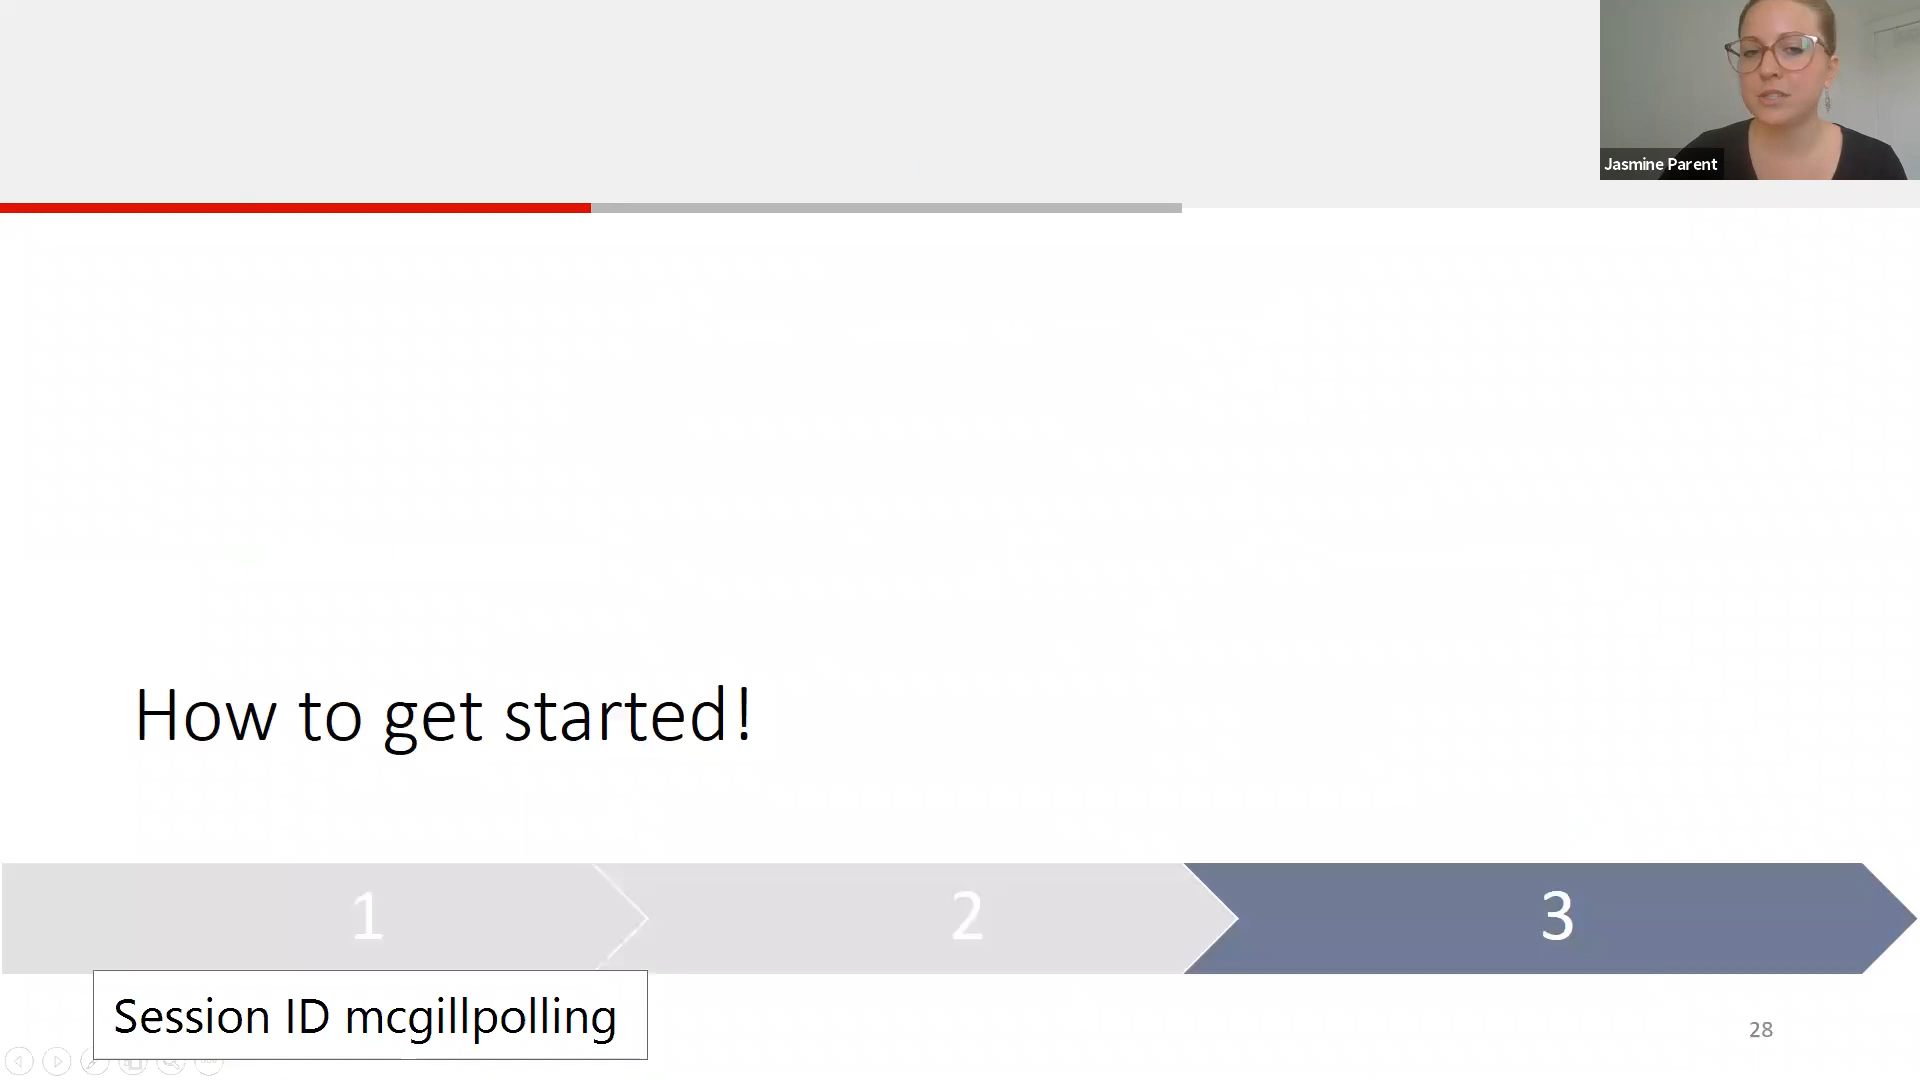 Jasmine Parent
How to get started!
1
2
3
Session ID mcgillpolling
28